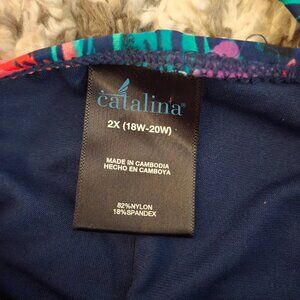 catalina®
2X (18W-20W)
MADE IN CAMBODIA
HECHO EN CAMBOYA
82%NYLON
18%SPANDEX